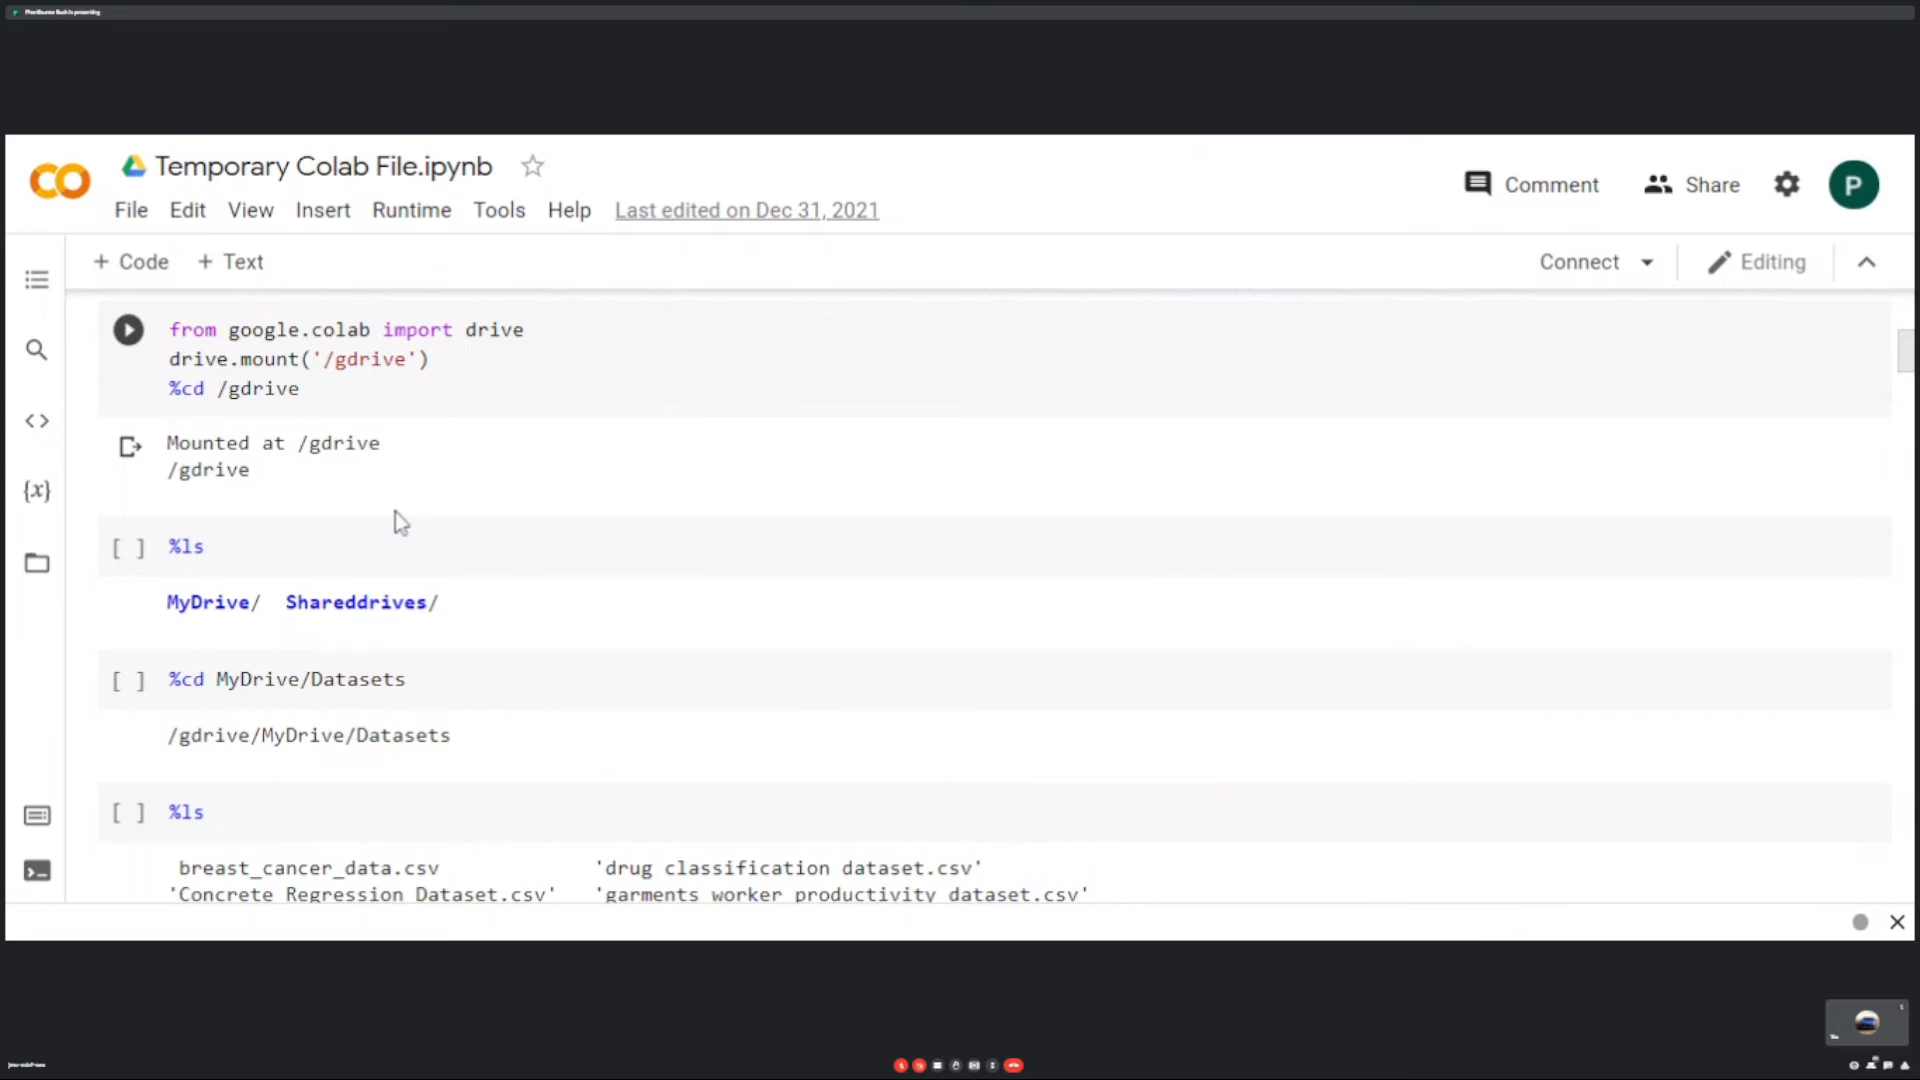 Temporary Colab File.ipynb
File Edit View Insert Runtime Tools Help Last edited on Dec 31, 2021
Comment Share P
+ Code + Text
Connect Editing
from google.colab import drive
drive.mount('/gdrive')
%cd /gdrive
Mounted at /gdrive
/gdrive
[ ] %ls
MyDrive/ Shareddrives/
[ ] %cd MyDrive/Datasets
/gdrive/MyDrive/Datasets
[ ] %ls
breast_cancer_data.csv 'drug classification dataset.csv'
'Concrete Regression Dataset.csv' 'garments worker productivity dataset.csv'